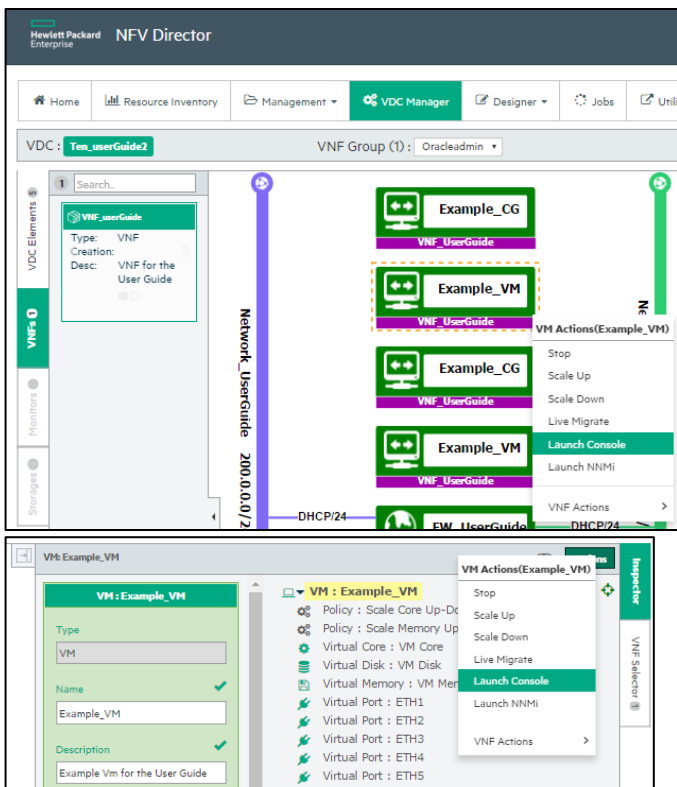 Hewlett Packard
Enterprise
NFV Director
Home
Resource Inventory
Management
VDC Manager
Designer
Jobs
VDC :
Ten_userGuide2
VNF Group (1) :
Oracleadmin
VDC Elements 5
VNFs 1
Monitors
Storages
1
Search..
VNF_userGuide
Type: VNF
Creation:
Desc: VNF for the
User Guide
Network_UserGuide
Example_CG
VNF_UserGuide
Example_VM
VNF_UserGuide
Example_CG
VNF_UserGuide
Example_VM
VNF_UserGuide
DHCP/24
FW_UserGuide
DHCP/24
VM Actions(Example_VM)
Stop
Scale Up
Scale Down
Live Migrate
Launch Console
Launch NNMi
VNF Actions
VM: Example_VM
VM : Example_VM
Type
VM
Name
Example_VM
Description
Example Vm for the User Guide
VM : Example_VM
Policy : Scale Core Up-Do
Policy : Scale Memory Up
Virtual Core : VM Core
Virtual Disk : VM Disk
Virtual Memory : VM Mer
Virtual Port : ETH1
Virtual Port : ETH2
Virtual Port : ETH3
Virtual Port : ETH4
Virtual Port : ETH5
VM Actions(Example_VM)
Stop
Scale Up
Scale Down
Live Migrate
Launch Console
Launch NNMi
VNF Actions
Inspector
VNF Selector